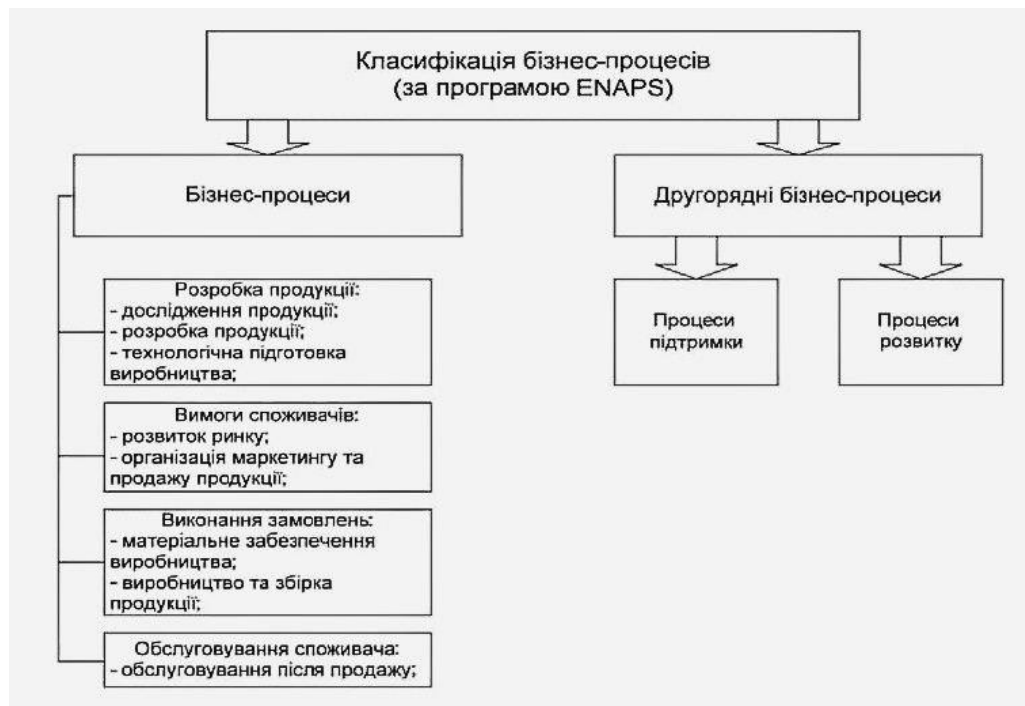 Класифікація бізнес-процесів
(за програмою ENAPS)
Бізнес-процеси
Другорядні бізнес-процеси
Розробка продукції:
- дослідження продукції;
- розробка продукції;
- технологічна підготовка
виробництва;
Процеси
підтримки
Процеси
розвитку
Вимоги споживачів:
- розвиток ринку;
- організація маркетингу та
продажу продукції;
Виконання замовлень:
- матеріальне забезпечення
виробництва;
- виробництво та збірка
продукції;
Обслуговування споживача:
- обслуговування після продажу;